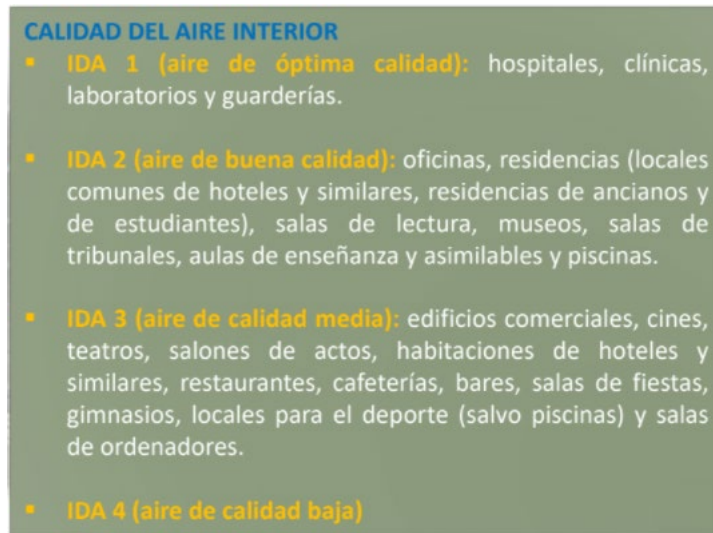 CALIDAD DEL AIRE INTERIOR
▪ IDA 1 (aire de óptima calidad): hospitales, clínicas,
laboratorios y guarderías.
▪ IDA 2 (aire de buena calidad): oficinas, residencias (locales
comunes de hoteles y similares, residencias de ancianos y
de estudiantes), salas de lectura, museos, salas de
tribunales, aulas de enseñanza y asimilables y piscinas.
▪ IDA 3 (aire de calidad media): edificios comerciales, cines,
teatros, salones de actos, habitaciones de hoteles y
similares, restaurantes, cafeterías, bares, salas de fiestas,
gimnasios, locales para el deporte (salvo piscinas) y salas
de ordenadores.
▪ IDA 4 (aire de calidad baja)